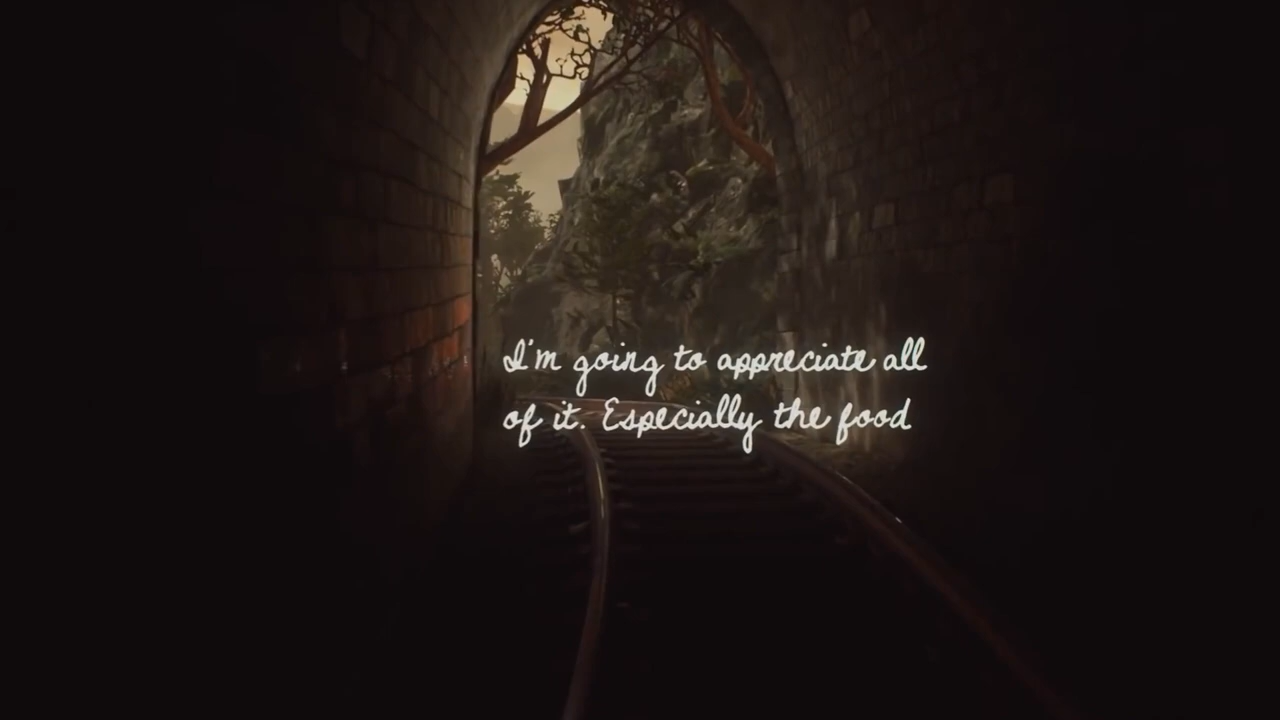 I'm going to appreciate all
of it. Especially the food